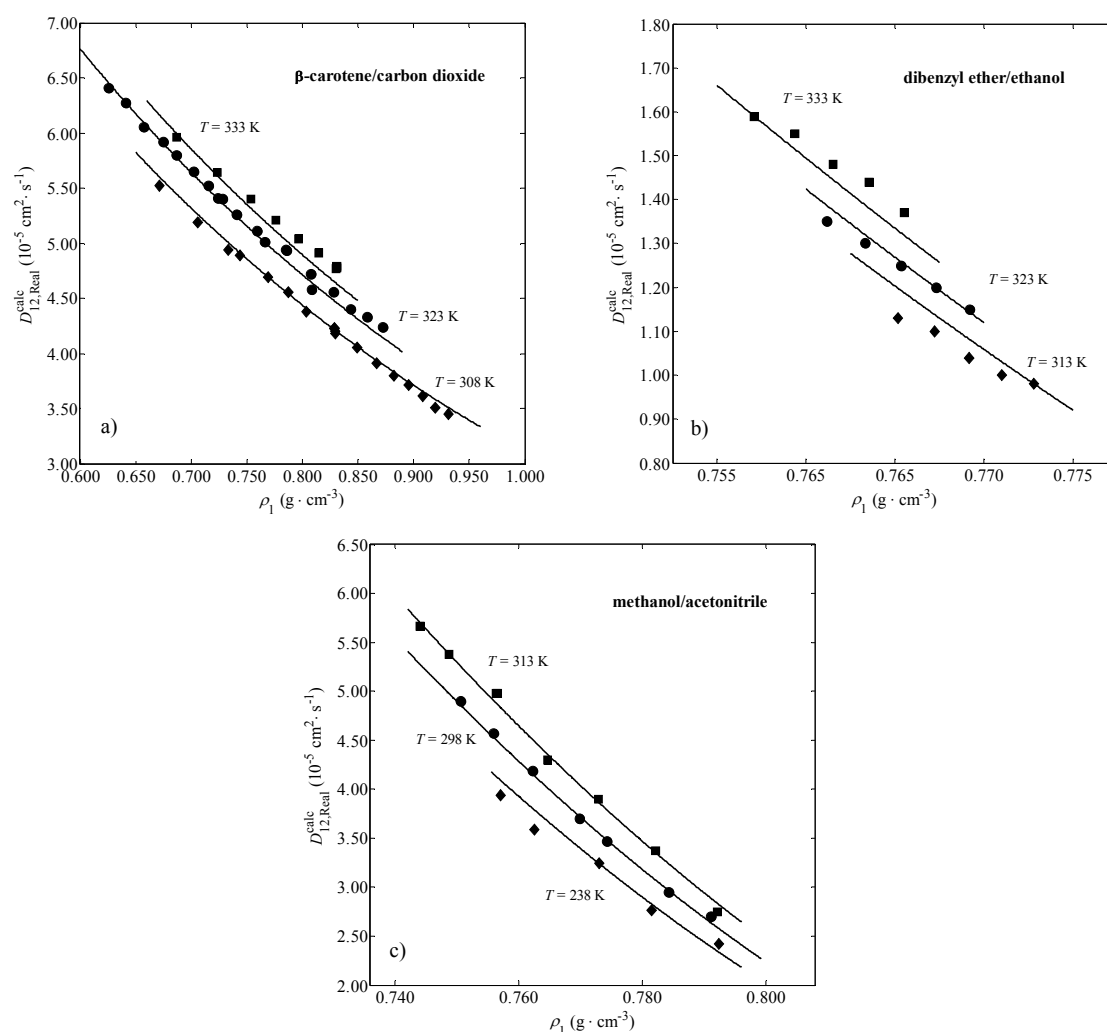 7.00
6.50
6.00
5.50
5.00
4.50
4.00
3.50
3.00
D₁₂,Realᶜᵃˡᶜ (10⁻⁵ cm²· s⁻¹)
β-carotene/carbon dioxide
T = 333 K
T = 323 K
T = 308 K
a)
0.600 0.700 0.750 0.800 0.900 0.950 1.000
ρ₁ (g · cm⁻³)
1.80
1.70
1.60
1.50
1.40
1.30
1.20
1.10
1.00
0.90
0.80
D₁₂,Realᶜᵃˡᶜ (10⁻⁵ cm²· s⁻¹)
dibenzyl ether/ethanol
T = 333 K
T = 323 K
T = 313 K
b)
0.755 0.765 0.765 0.770 0.775
ρ₁ (g · cm⁻³)
6.50
6.00
5.50
5.00
4.50
4.00
3.50
3.00
2.50
2.00
D₁₂,Realᶜᵃˡᶜ (10⁻⁵ cm²· s⁻¹)
methanol/acetonitrile
T = 313 K
T = 298 K
T = 238 K
c)
0.740 0.760 0.780 0.800
ρ₁ (g · cm⁻³)